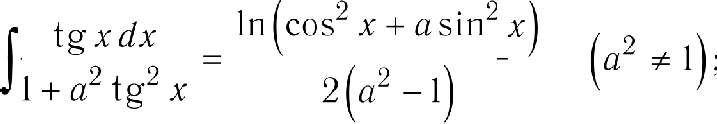 ∫ tg x dx / (1 + a² tg² x) = ln(cos² x + a sin² x) / (2(a² − 1)) (a² ≠ 1);